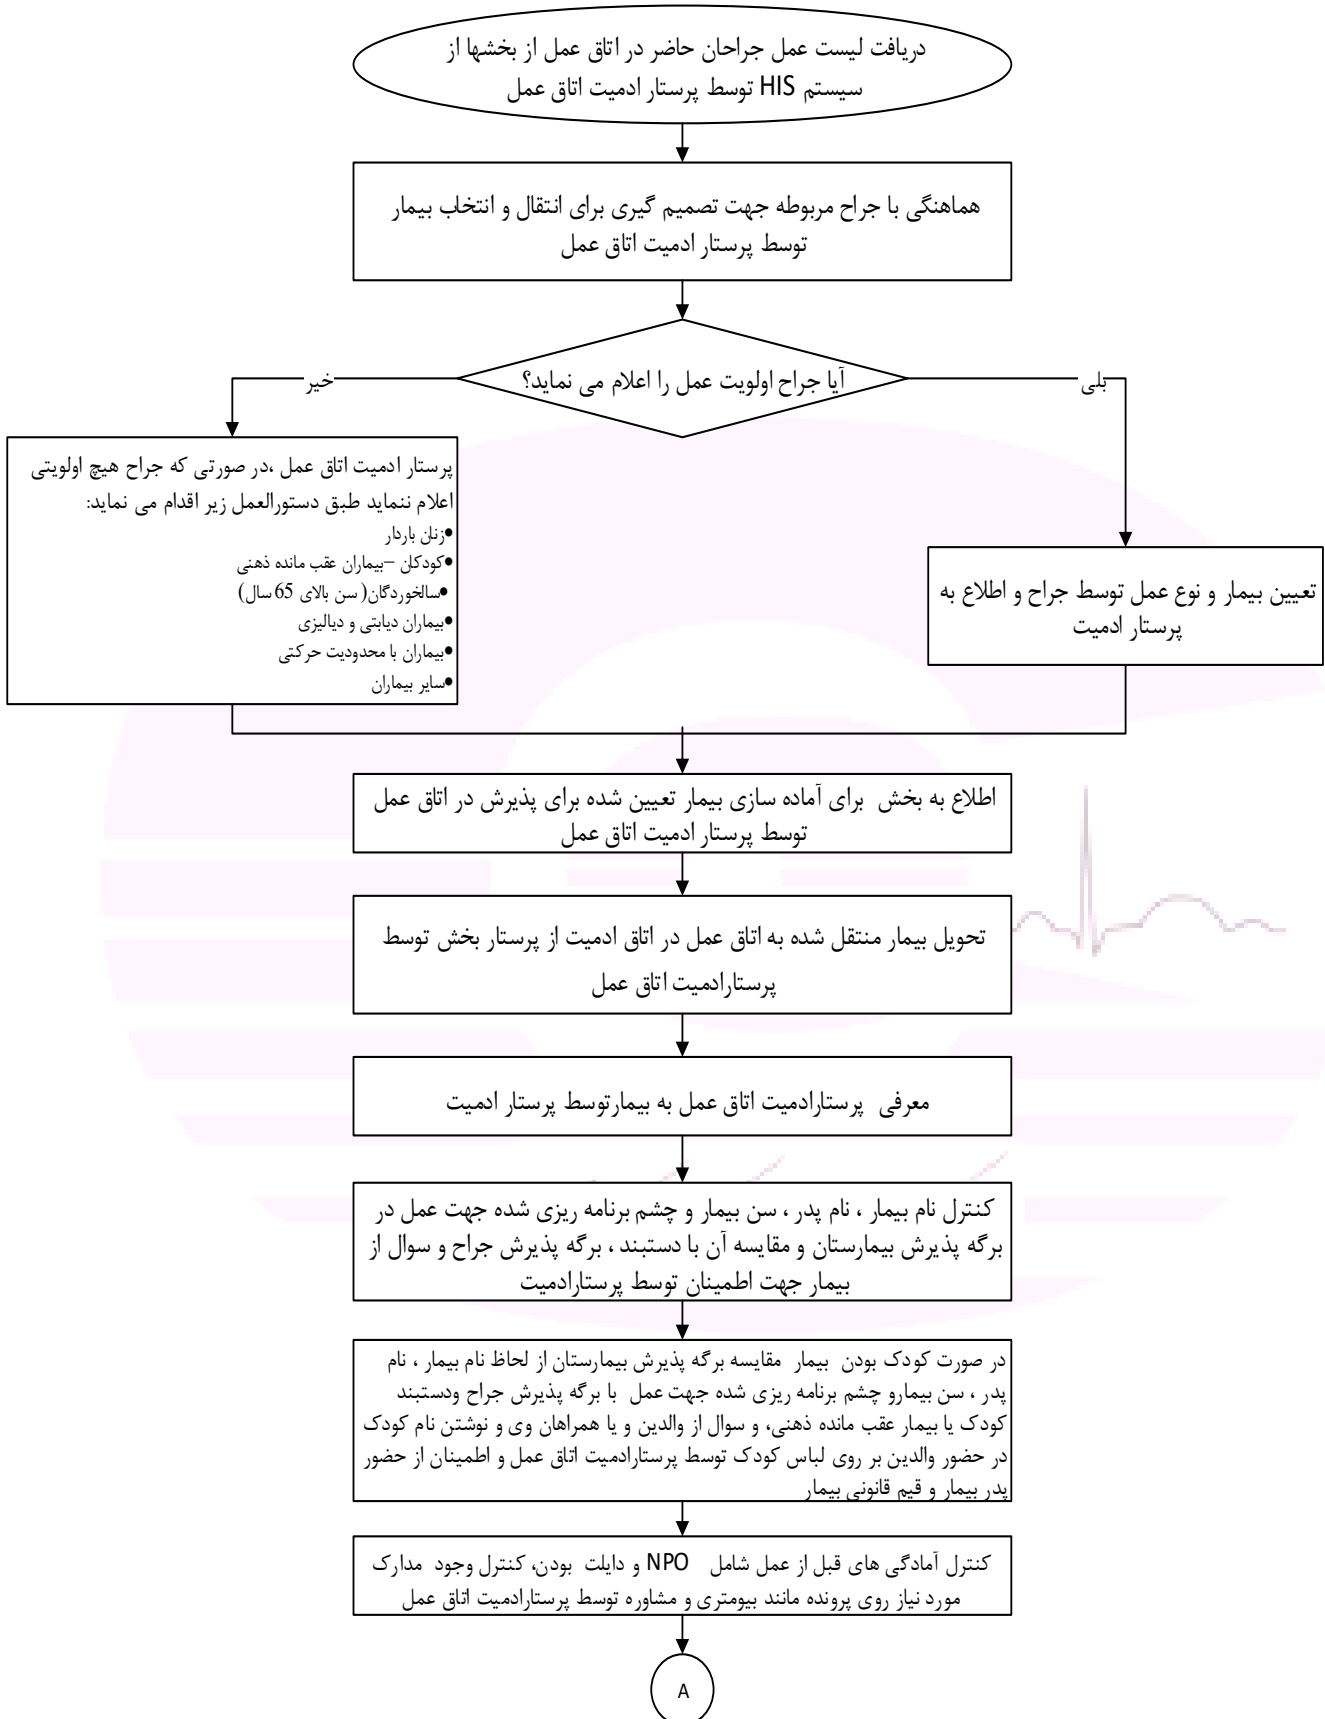 دریافت لیست عمل جراحان حاضر در اتاق عمل از بخشها از
سیستم HIS توسط پرستار ادمیت اتاق عمل
هماهنگی با جراح مربوطه جهت تصمیم گیری برای انتقال و انتخاب بیمار
توسط پرستار ادمیت اتاق عمل
آیا جراح اولویت عمل را اعلام می نماید؟
بلی
خیر
تعیین بیمار و نوع عمل توسط جراح و اطلاع به
پرستار ادمیت
پرستار ادمیت اتاق عمل ،در صورتی که جراح هیچ اولویتی
اعلام ننماید طبق دستورالعمل زیر اقدام می نماید:
•زنان باردار
•کودکان –بیماران عقب مانده ذهنی
•سالخوردگان( سن بالای 65 سال)
•بیماران دیابتی و دیالیزی
•بیماران با محدودیت حرکتی
•سایر بیماران
اطلاع به بخش برای آماده سازی بیمار تعیین شده برای پذیرش در اتاق عمل
توسط پرستار ادمیت اتاق عمل
تحویل بیمار منتقل شده به اتاق عمل در اتاق ادمیت از پرستار بخش توسط
پرستارادمیت اتاق عمل
معرفی پرستارادمیت اتاق عمل به بیمارتوسط پرستار ادمیت
کنترل نام بیمار ، نام پدر ، سن بیمار و چشم برنامه ریزی شده جهت عمل در
برگه پذیرش بیمارستان و مقایسه آن با دستبند ، برگه پذیرش جراح و سوال از
بیمار جهت اطمینان توسط پرستارادمیت
در صورت کودک بودن بیمار مقایسه برگه پذیرش بیمارستان از لحاظ نام بیمار ، نام
پدر ، سن بیمارو چشم برنامه ریزی شده جهت عمل با برگه پذیرش جراح ودستبند
کودک یا بیمار عقب مانده ذهنی، و سوال از والدین و یا همراهان وی و نوشتن نام کودک
در حضور والدین بر روی لباس کودک توسط پرستارادمیت اتاق عمل و اطمینان از حضور
پدر بیمار و قیم قانونی بیمار
کنترل آمادگی های قبل از عمل شامل NPO و دایلت بودن، کنترل وجود مدارک
مورد نیاز روی پرونده مانند بیومتری و مشاوره توسط پرستارادمیت اتاق عمل
A